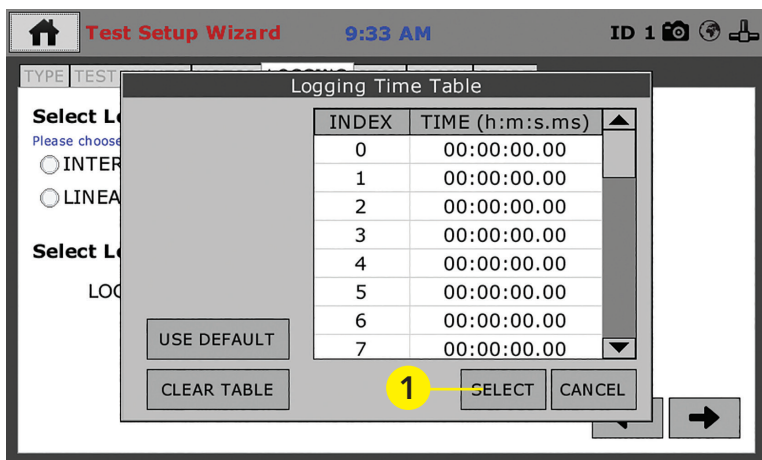 Test Setup Wizard 9:33 AM ID 1
TYPE TEST
Logging Time Table
Select
Please choose
INDEX TIME (h:m:s.ms)
0 00:00:00.00
1 00:00:00.00
2 00:00:00.00
3 00:00:00.00
4 00:00:00.00
5 00:00:00.00
6 00:00:00.00
7 00:00:00.00
Select
USE DEFAULT
CLEAR TABLE
1
SELECT CANCEL